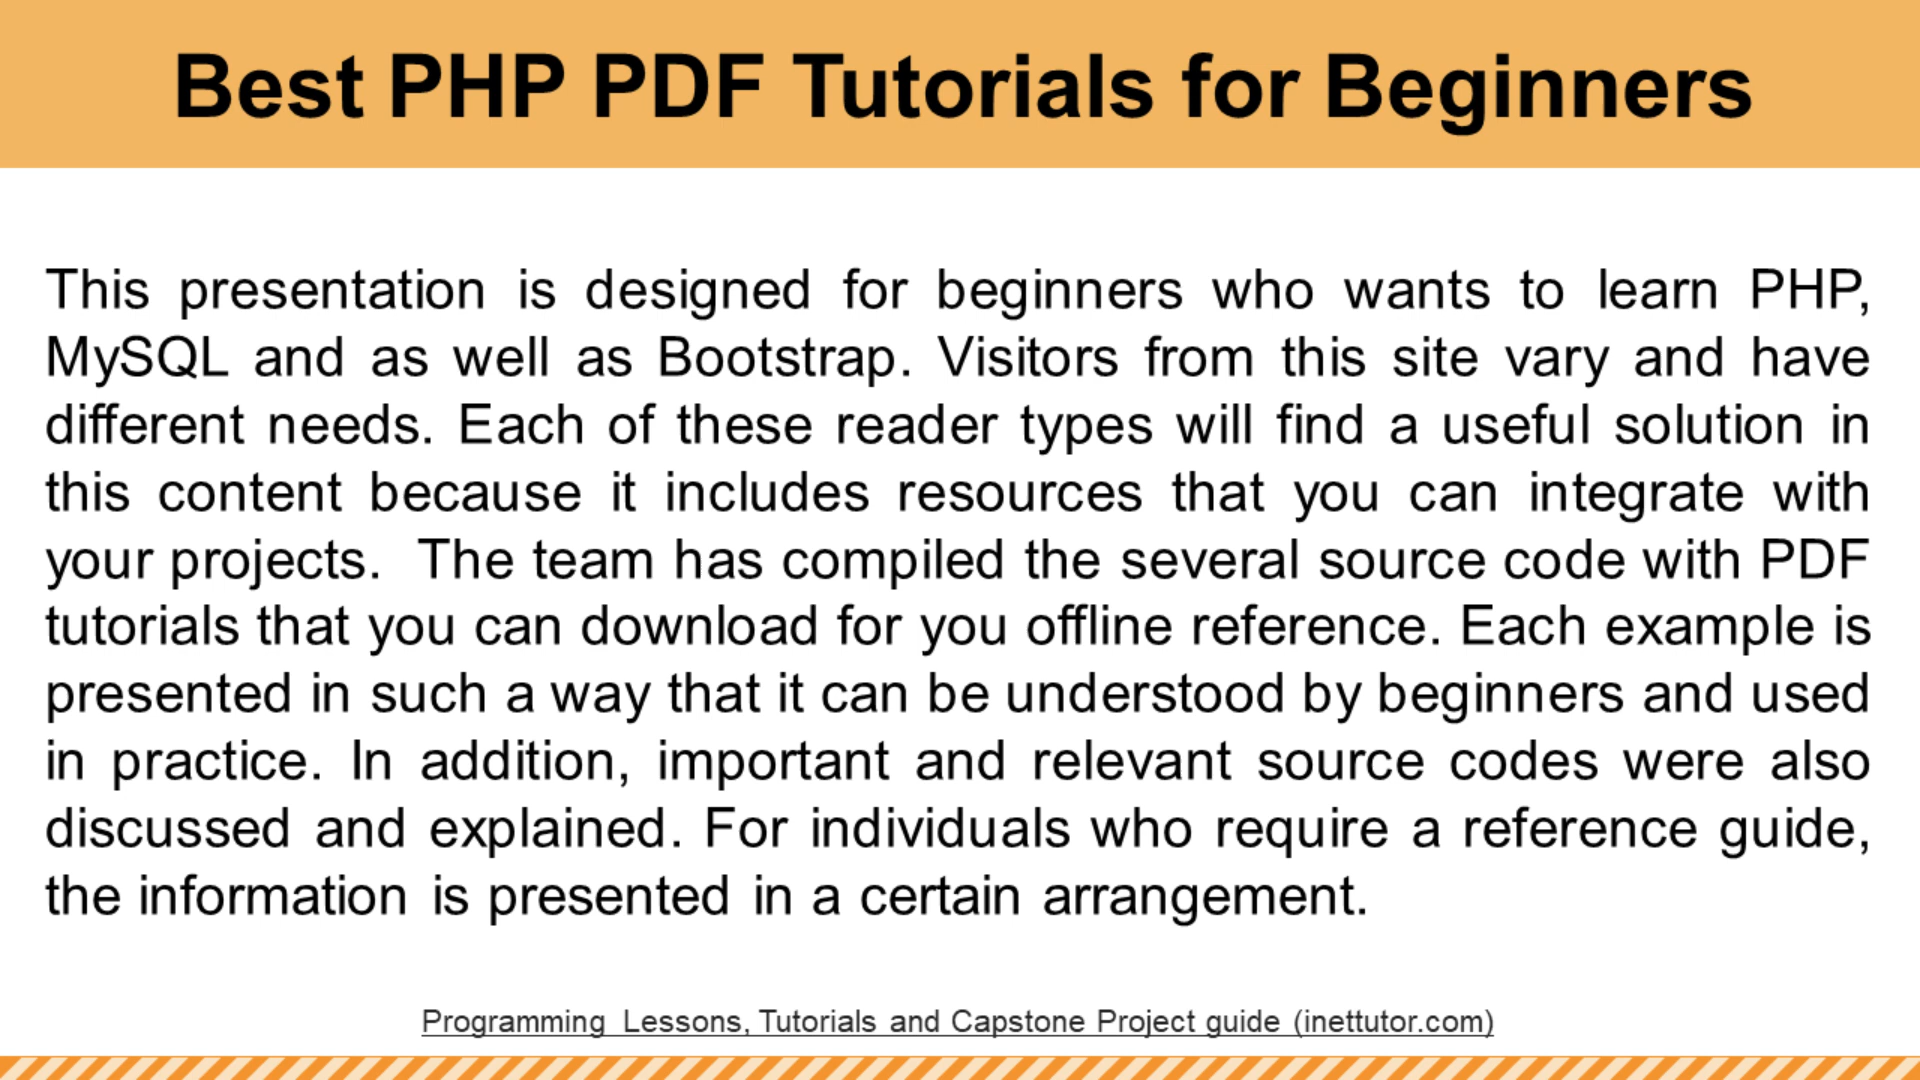 Best PHP PDF Tutorials for Beginners
This presentation is designed for beginners who wants to learn PHP,
MySQL and as well as Bootstrap. Visitors from this site vary and have
different needs. Each of these reader types will find a useful solution in
this content because it includes resources that you can integrate with
your projects.  The team has compiled the several source code with PDF
tutorials that you can download for you offline reference. Each example is
presented in such a way that it can be understood by beginners and used
in practice. In addition, important and relevant source codes were also
discussed and explained. For individuals who require a reference guide,
the information is presented in a certain arrangement.
Programming Lessons, Tutorials and Capstone Project guide (inettutor.com)